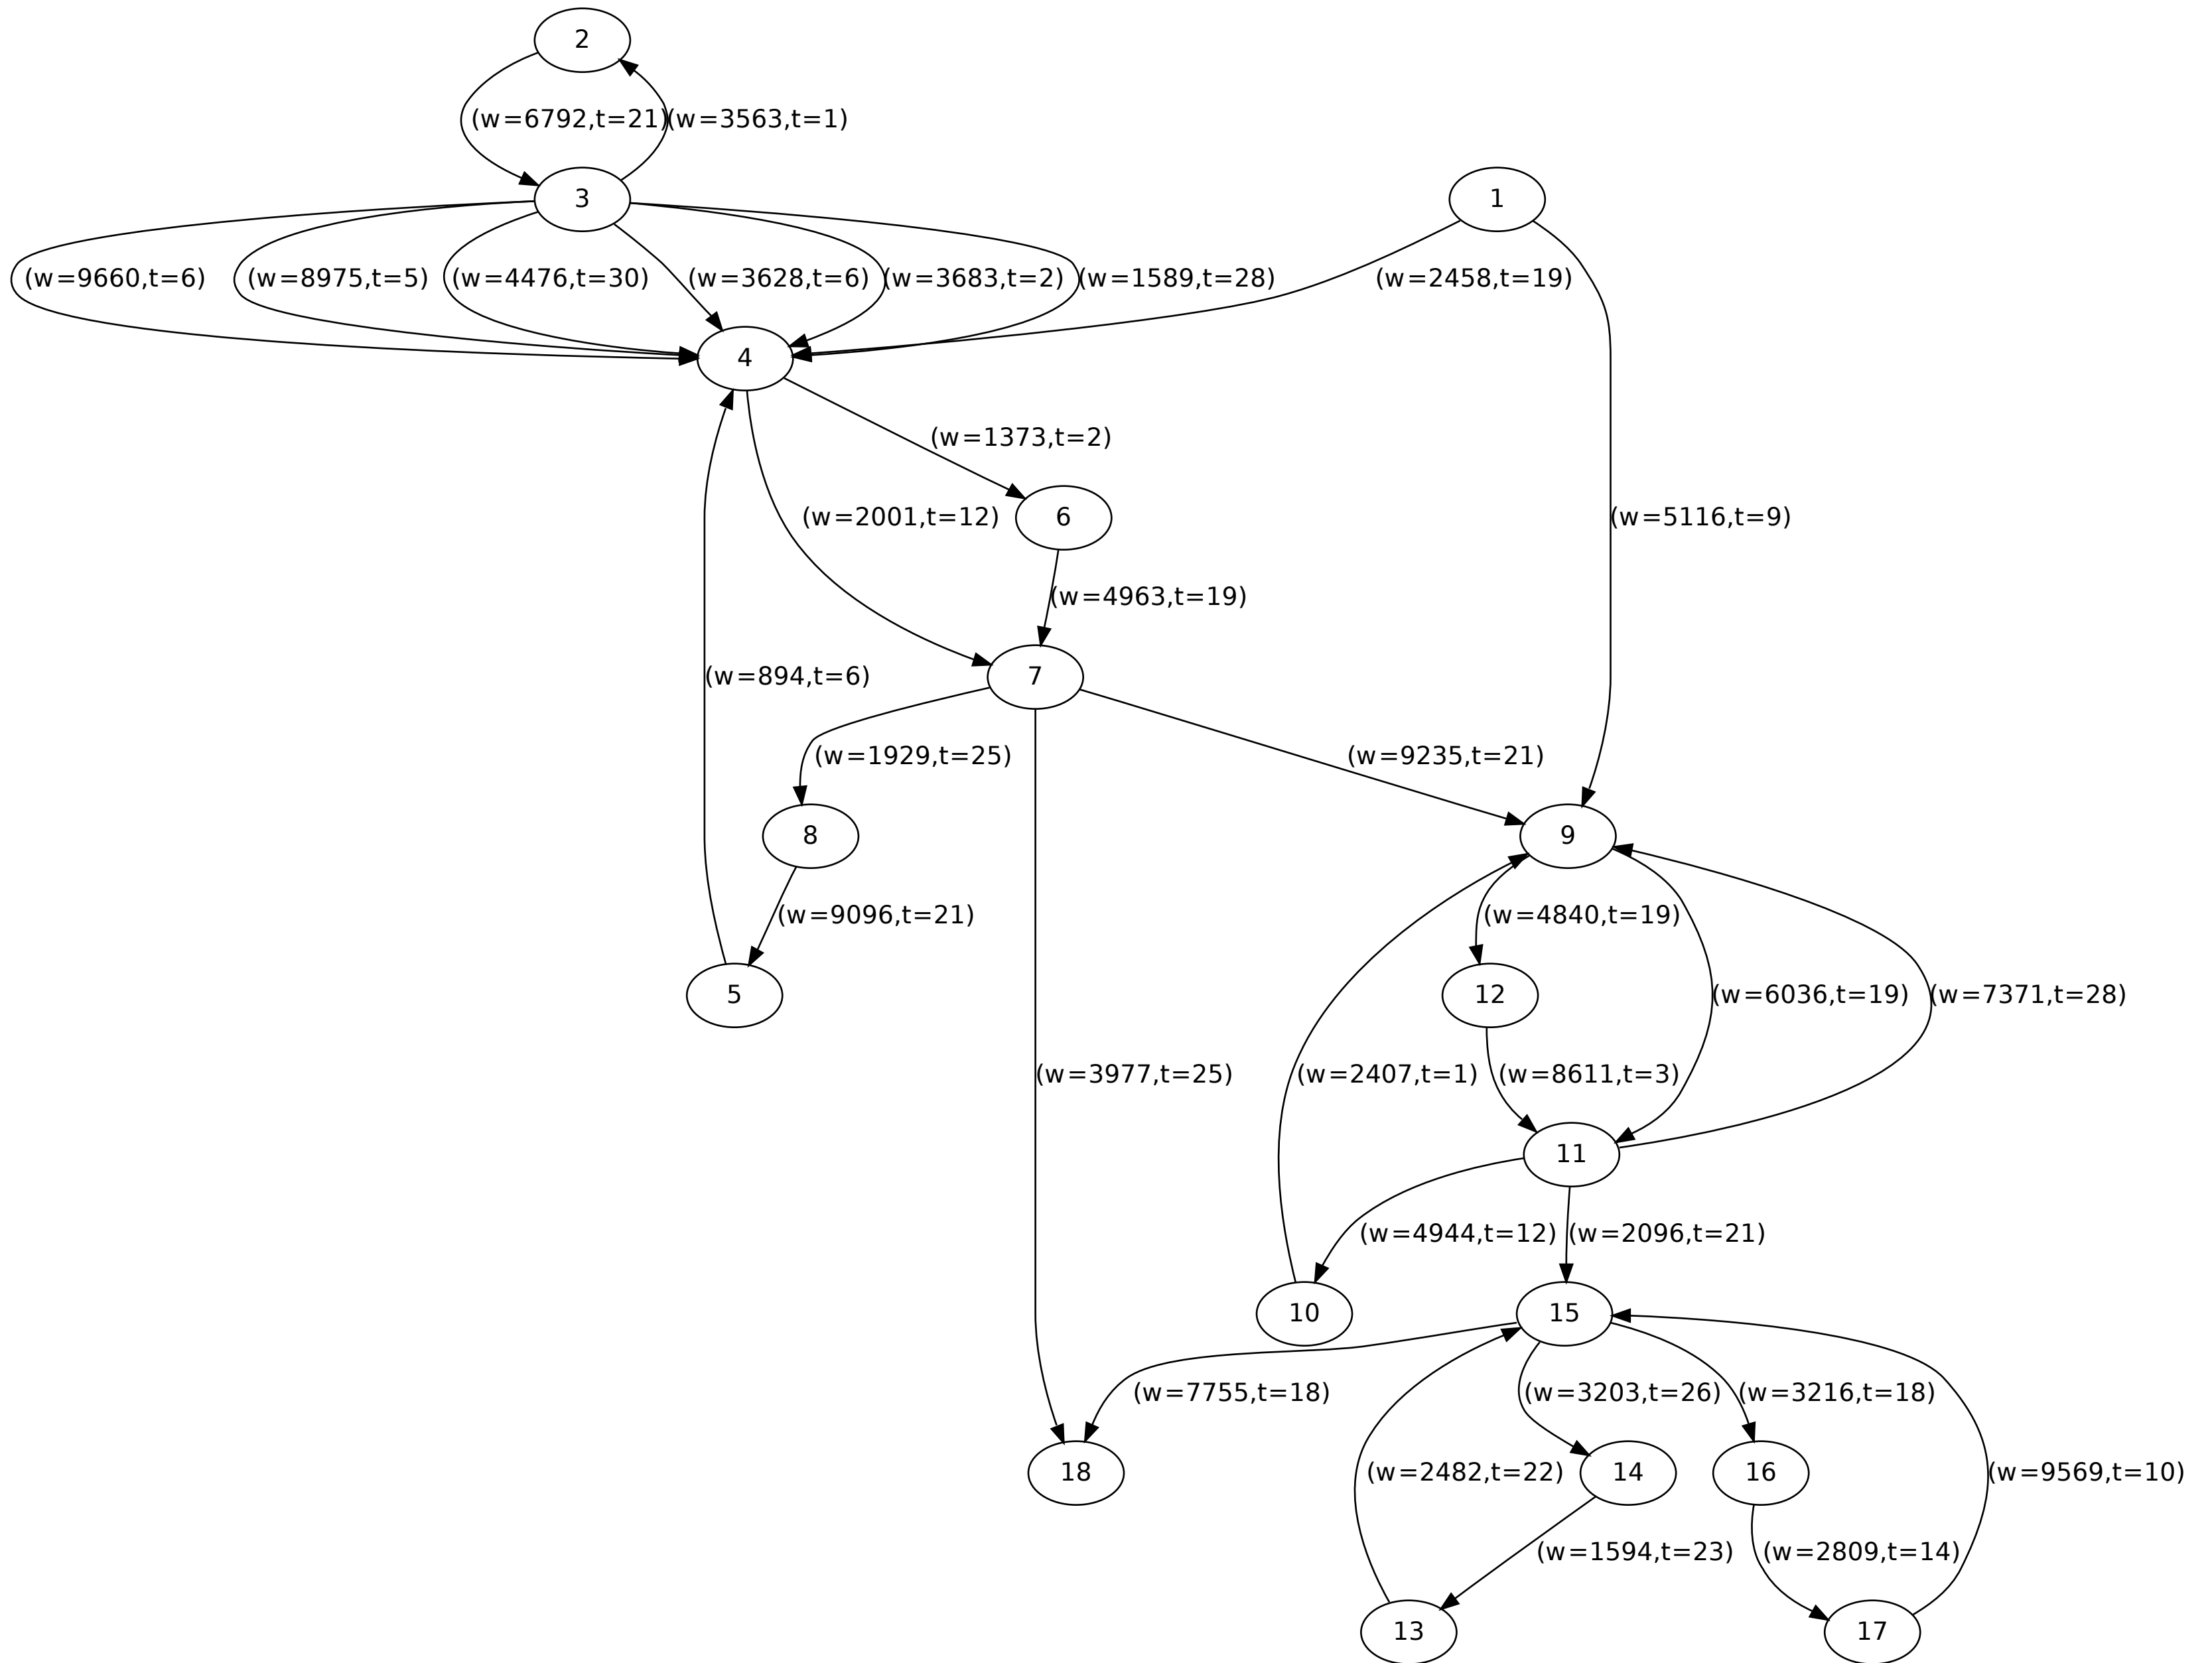 2
(w=6792,t=21)
(w=3563,t=1)
3
1
(w=9660,t=6)
(w=8975,t=5)
(w=4476,t=30)
(w=3628,t=6)
(w=3683,t=2)
(w=1589,t=28)
(w=2458,t=19)
4
(w=1373,t=2)
(w=2001,t=12)
6
(w=5116,t=9)
(w=4963,t=19)
(w=894,t=6)
7
(w=1929,t=25)
(w=9235,t=21)
8
9
(w=9096,t=21)
(w=4840,t=19)
5
12
(w=6036,t=19)
(w=7371,t=28)
(w=3977,t=25)
(w=2407,t=1)
(w=8611,t=3)
11
(w=4944,t=12)
(w=2096,t=21)
10
15
(w=7755,t=18)
(w=3203,t=26)
(w=3216,t=18)
18
(w=2482,t=22)
14
16
(w=9569,t=10)
(w=1594,t=23)
(w=2809,t=14)
13
17